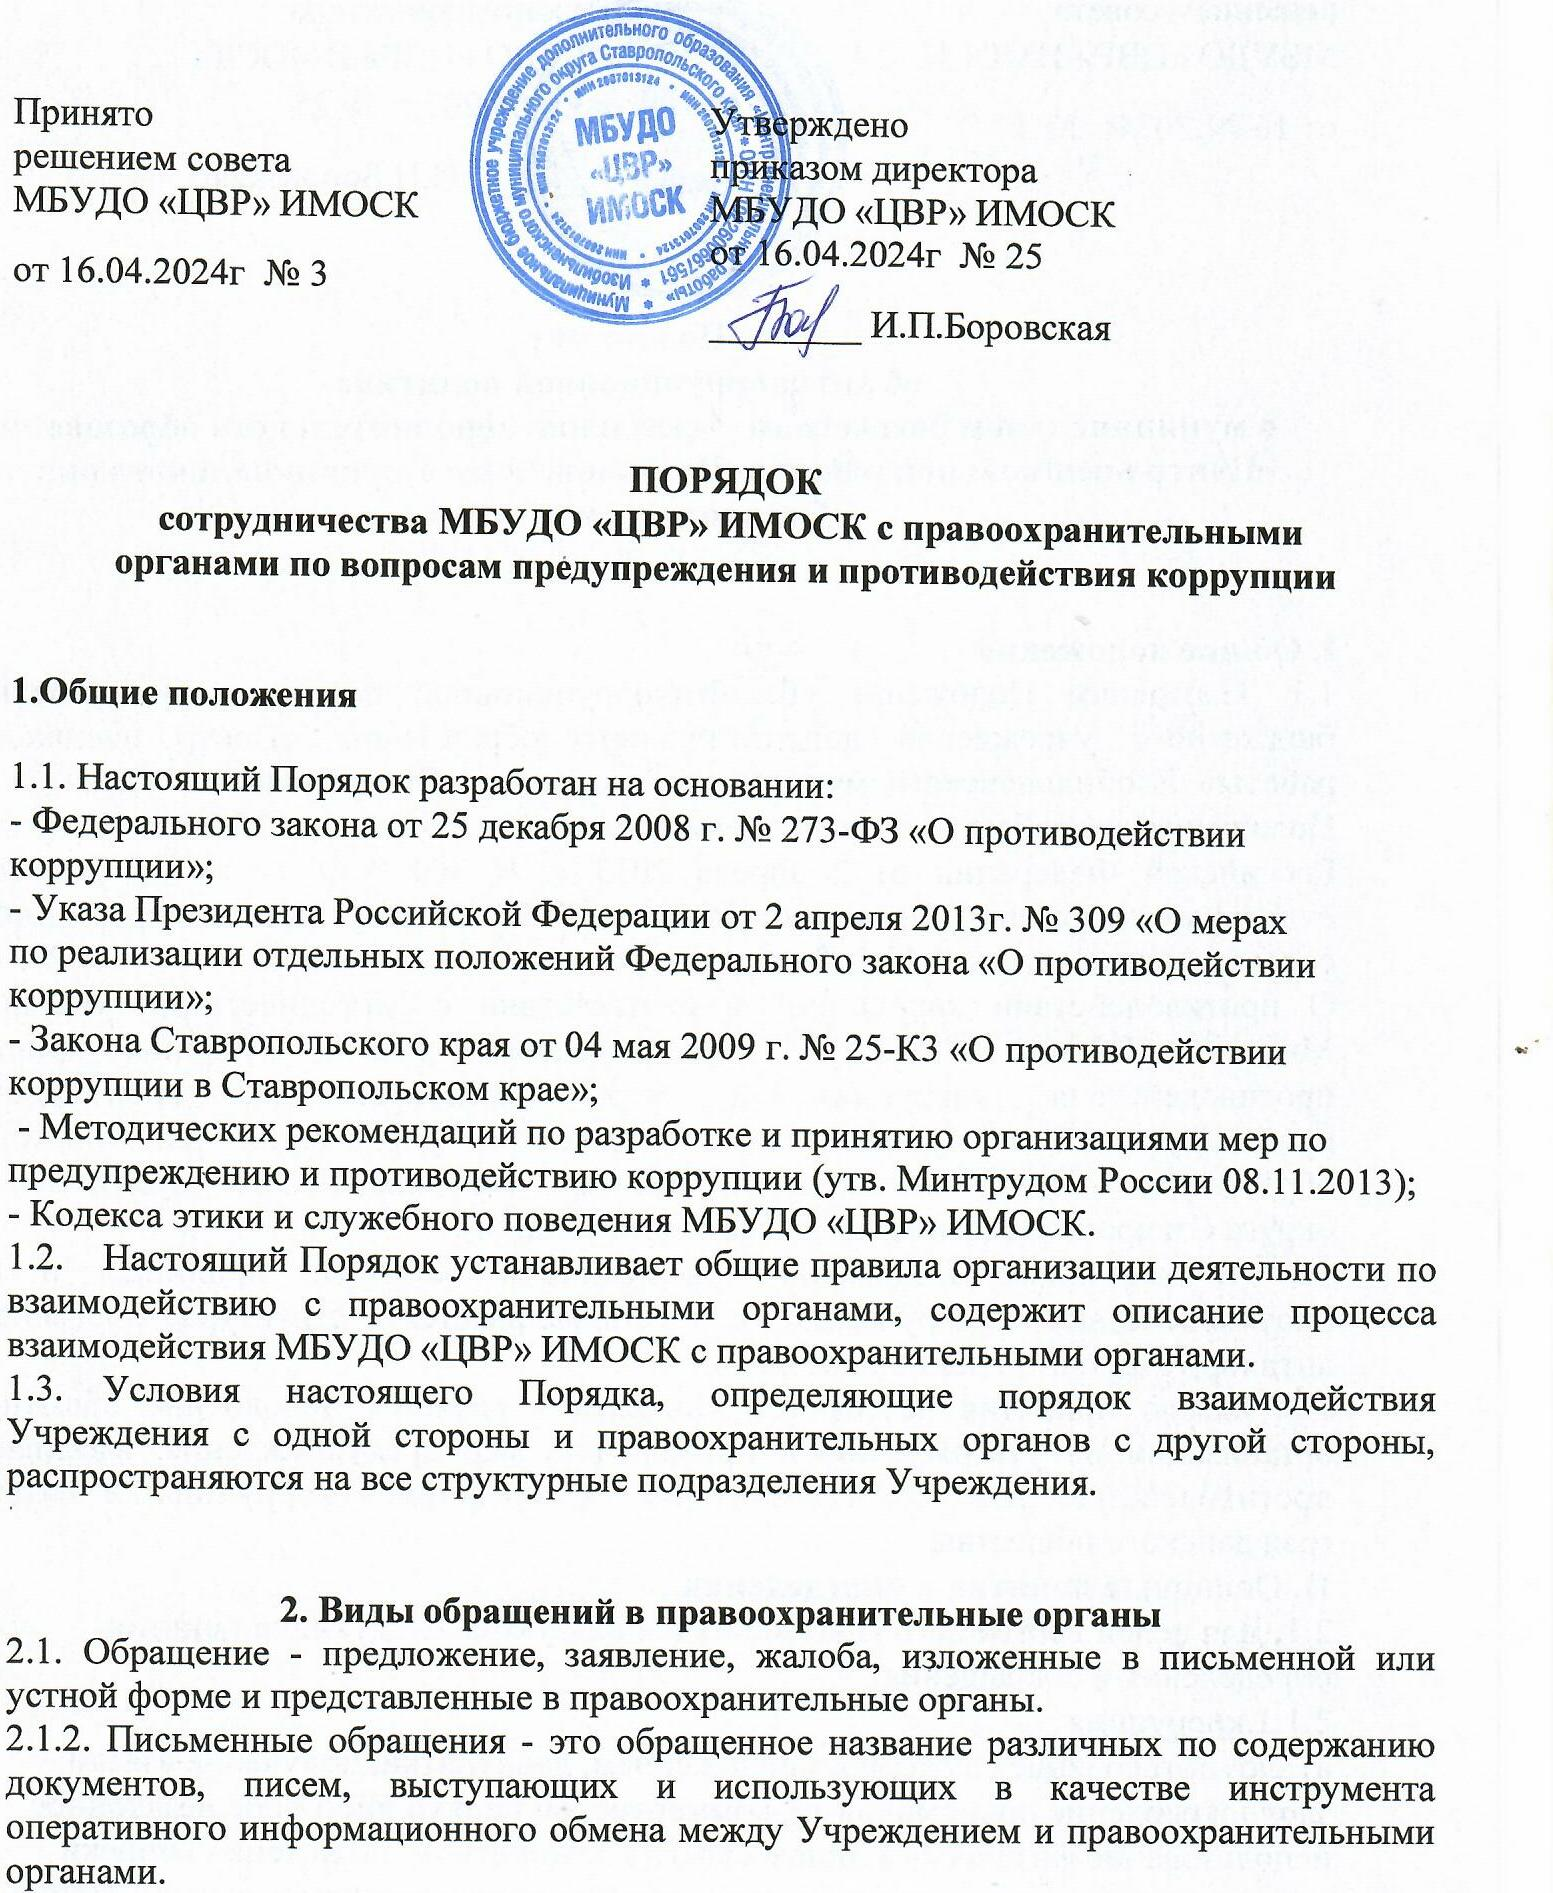 Принято
решением совета
МБУДО «ЦВР» ИМОСК
от 16.04.2024г № 3
МБУДО
«ЦВР»
ИМОСК
Утверждено
приказом директора
МБУДО «ЦВР» ИМОСК
от 16.04.2024г № 25
И.П.Боровская
ПОРЯДОК
сотрудничества МБУДО «ЦВР» ИМОСК с правоохранительными
органами по вопросам предупреждения и противодействия коррупции
1.Общие положения
1.1. Настоящий Порядок разработан на основании:
- Федерального закона от 25 декабря 2008 г. № 273-ФЗ «О противодействии
коррупции»;
- Указа Президента Российской Федерации от 2 апреля 2013г. № 309 «О мерах
по реализации отдельных положений Федерального закона «О противодействии
коррупции»;
- Закона Ставропольского края от 04 мая 2009 г. № 25-КЗ «О противодействии
коррупции в Ставропольском крае»;
- Методических рекомендаций по разработке и принятию организациями мер по
предупреждению и противодействию коррупции (утв. Минтрудом России 08.11.2013);
- Кодекса этики и служебного поведения МБУДО «ЦВР» ИМОСК.
1.2. Настоящий Порядок устанавливает общие правила организации деятельности по
взаимодействию с правоохранительными органами, содержит описание процесса
взаимодействия МБУДО «ЦВР» ИМОСК с правоохранительными органами.
1.3. Условия настоящего Порядка, определяющие порядок взаимодействия
Учреждения с одной стороны и правоохранительных органов с другой стороны,
распространяются на все структурные подразделения Учреждения.
2. Виды обращений в правоохранительные органы
2.1. Обращение - предложение, заявление, жалоба, изложенные в письменной или
устной форме и представленные в правоохранительные органы.
2.1.2. Письменные обращения - это обращенное название различных по содержанию
документов, писем, выступающих и использующих в качестве инструмента
оперативного информационного обмена между Учреждением и правоохранительными
органами.